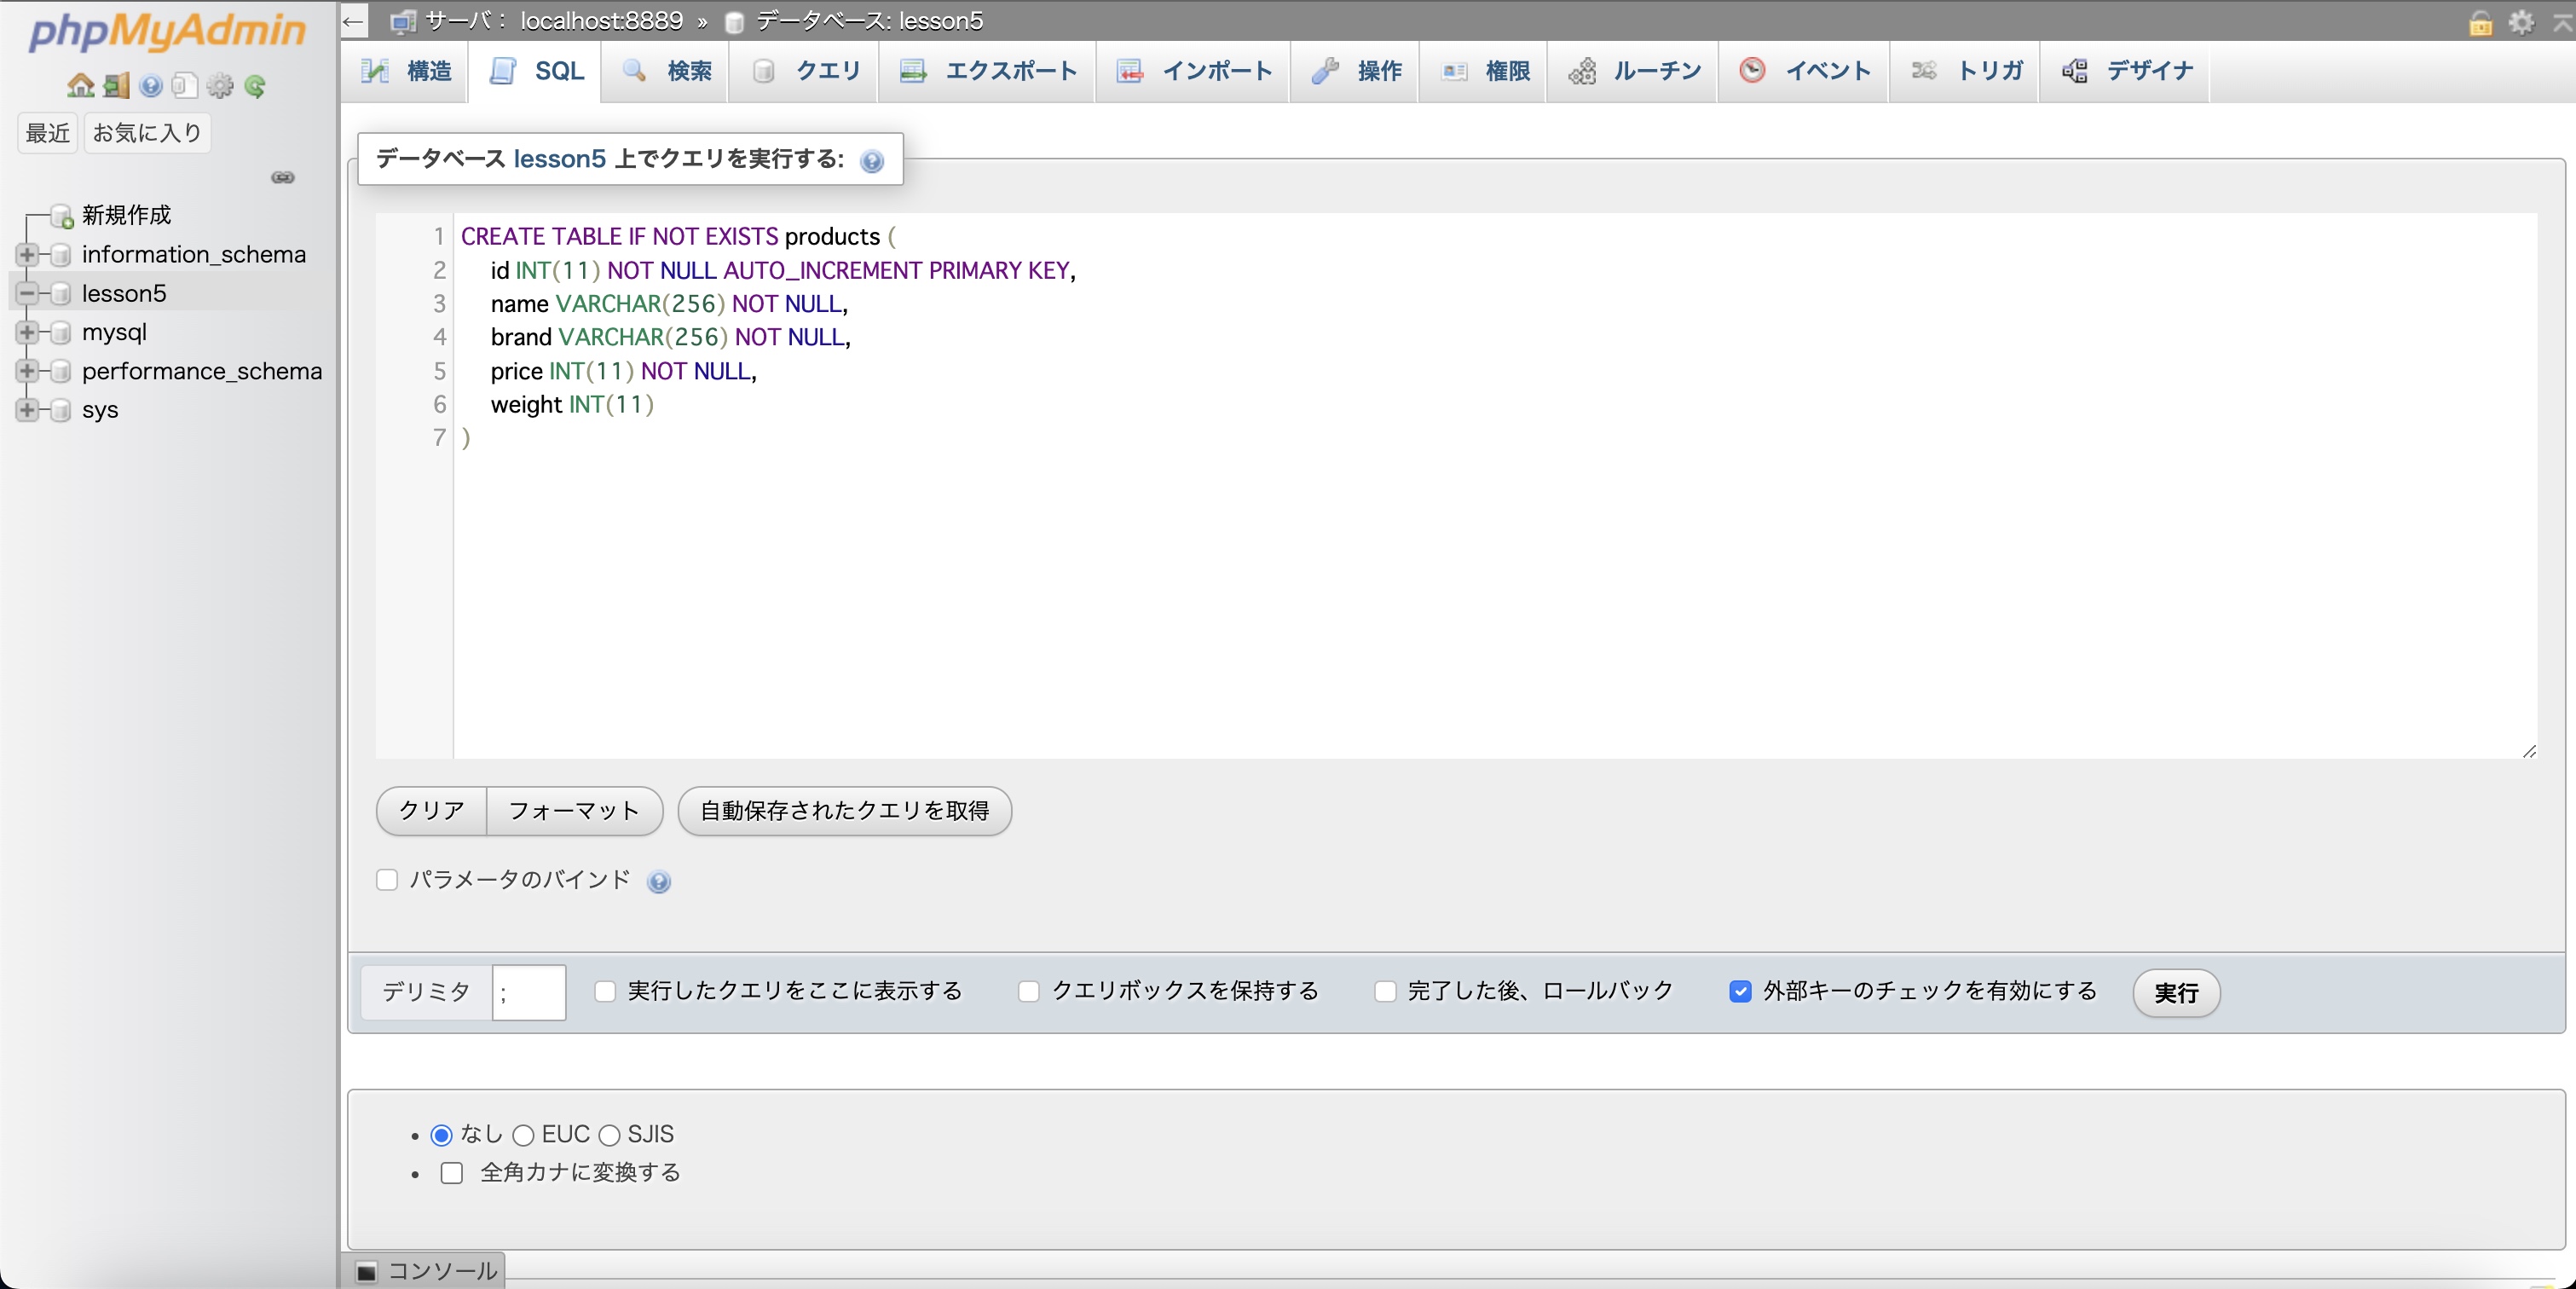 phpMyAdmin
最近 お気に入り
新規作成
information_schema
lesson5
mysql
performance_schema
sys
← サーバ： localhost:8889 » データベース: lesson5
構造 SQL 検索 クエリ エクスポート インポート 操作 権限 ルーチン イベント トリガ デザイナ
データベース lesson5 上でクエリを実行する:
1 CREATE TABLE IF NOT EXISTS products (
2 id INT(11) NOT NULL AUTO_INCREMENT PRIMARY KEY,
3 name VARCHAR(256) NOT NULL,
4 brand VARCHAR(256) NOT NULL,
5 price INT(11) NOT NULL,
6 weight INT(11)
7 )
クリア フォーマット 自動保存されたクエリを取得
パラメータのバインド
デリミタ ; 実行したクエリをここに表示する クエリボックスを保持する 完了した後、ロールバック 外部キーのチェックを有効にする 実行
• なし EUC SJIS
• 全角カナに変換する
コンソール